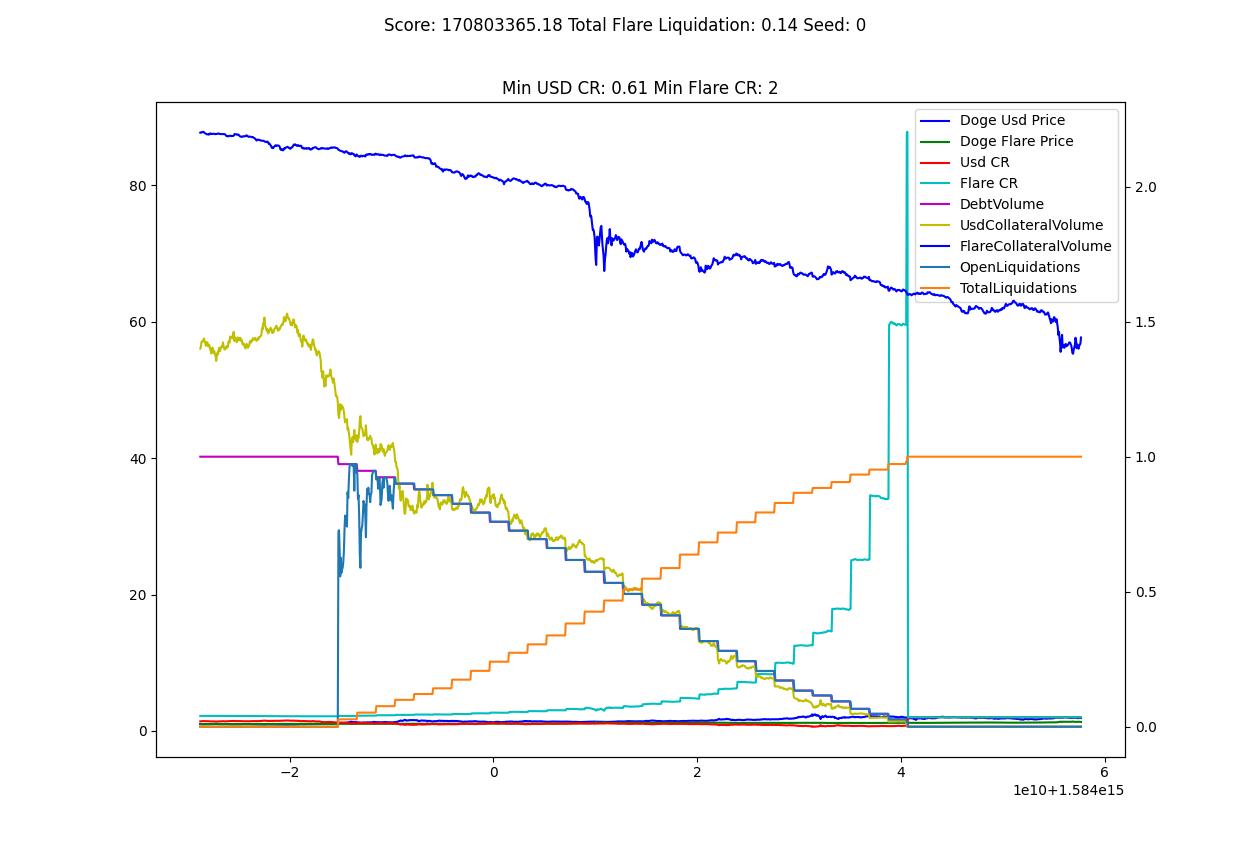 Score: 170803365.18 Total Flare Liquidation: 0.14 Seed: 0
Min USD CR: 0.61 Min Flare CR: 2
Doge Usd Price
Doge Flare Price
Usd CR
Flare CR
DebtVolume
UsdCollateralVolume
FlareCollateralVolume
OpenLiquidations
TotalLiquidations
80
60
40
20
0
2.0
1.5
1.0
0.5
0.0
−2
0
2
4
6
1e10+1.584e15